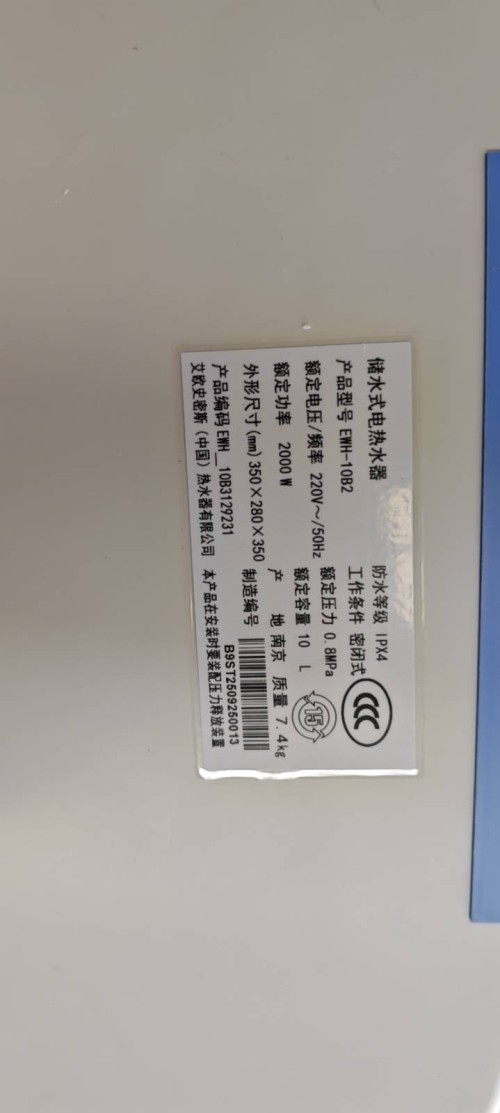 储水式电热水器
产品型号 EWH-10B2
额定电压/频率 220V～/50Hz
额定功率 2000W
外形尺寸(mm) 350×280×350
产品编码 EWH__10B3129231
艾欧史密斯（中国）热水器有限公司
防水等级 IPX4
工作条件 密闭式
额定压力 0.8MPa
额定容量 10 L
产 地 南京 质量 7.4kg
制造编号
B9ST2509250013
本产品在安装时要装配压力释放装置
CCC
15